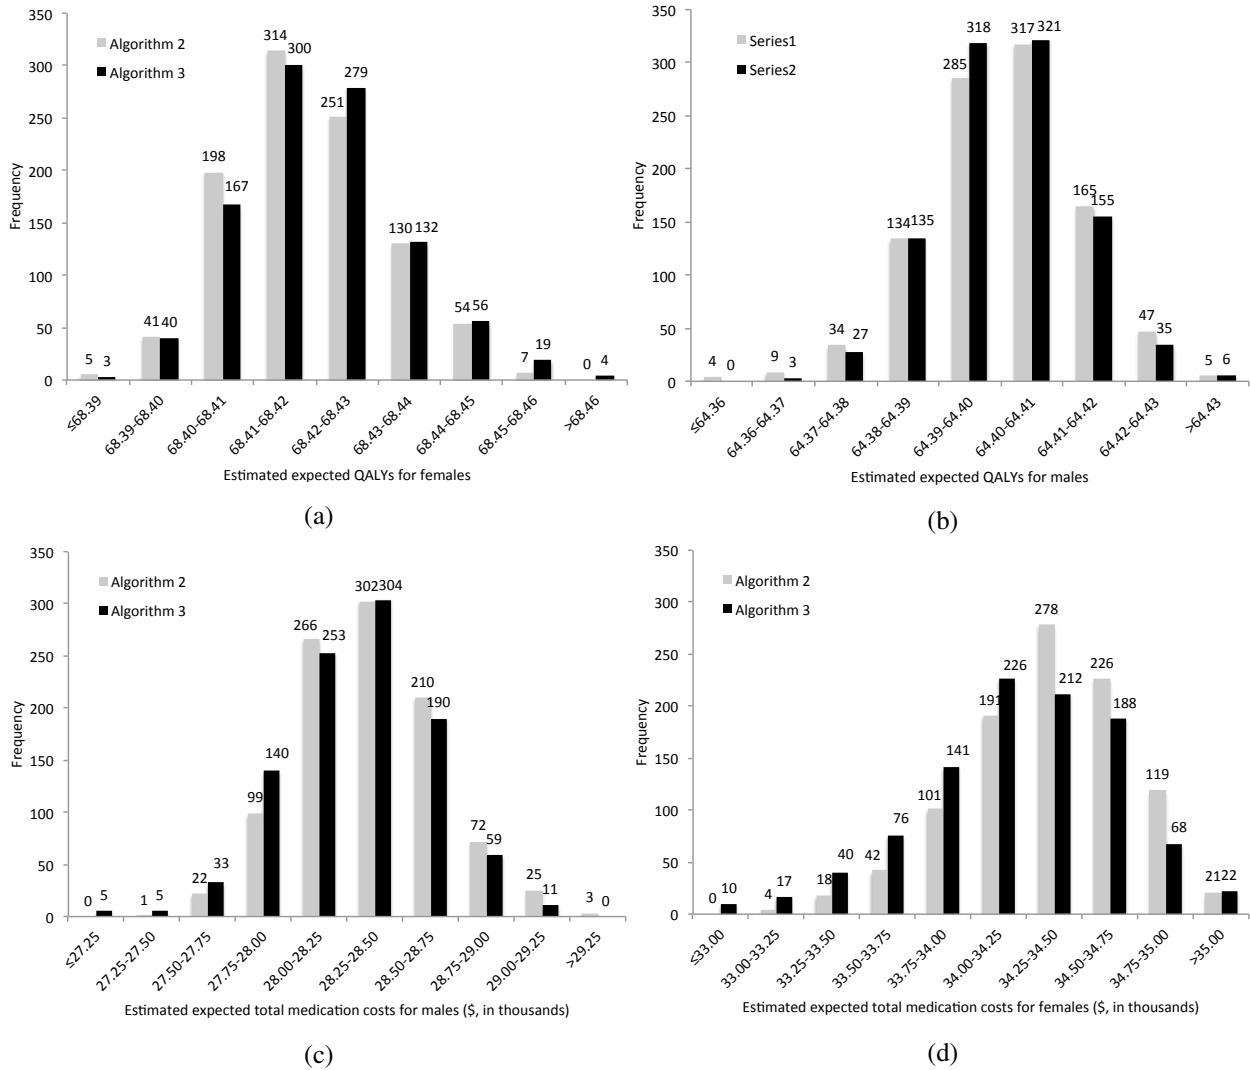 350
300
250
200
150
100
50
0
Frequency
Algorithm 2
Algorithm 3
5 3
41 40
198 167
314 300
251 279
130 132
54 56
7 19
0 4
≤68.39 68.39-68.40 68.40-68.41 68.41-68.42 68.42-68.43 68.43-68.44 68.44-68.45 68.45-68.46 >68.46
Estimated expected QALYs for females
(a)
350
300
250
200
150
100
50
0
Frequency
Series1
Series2
4 0
9 3
34 27
134 135
285 318
317 321
165 155
47 35
5 6
≤64.36 64.36-64.37 64.37-64.38 64.38-64.39 64.39-64.40 64.40-64.41 64.41-64.42 64.42-64.43 >64.43
Estimated expected QALYs for males
(b)
350
300
250
200
150
100
50
0
Frequency
Algorithm 2
Algorithm 3
0 5
1 5
22 33
99 140
266 253
302 304
210 190
72 59
25 11
3 0
≤27.25 27.25-27.50 27.50-27.75 27.75-28.00 28.00-28.25 28.25-28.50 28.50-28.75 28.75-29.00 29.00-29.25 >29.25
Estimated expected total medication costs for males ($, in thousands)
(c)
350
300
250
200
150
100
50
0
Frequency
Algorithm 2
Algorithm 3
0 10
4 17
18 40
42 76
101 141
191 226
278 212
226 188
119 68
21 22
≤33.00 33.00-33.25 33.25-33.50 33.50-33.75 33.75-34.00 34.00-34.25 34.25-34.50 34.50-34.75 34.75-35.00 >35.00
Estimated expected total medication costs for females ($, in thousands)
(d)